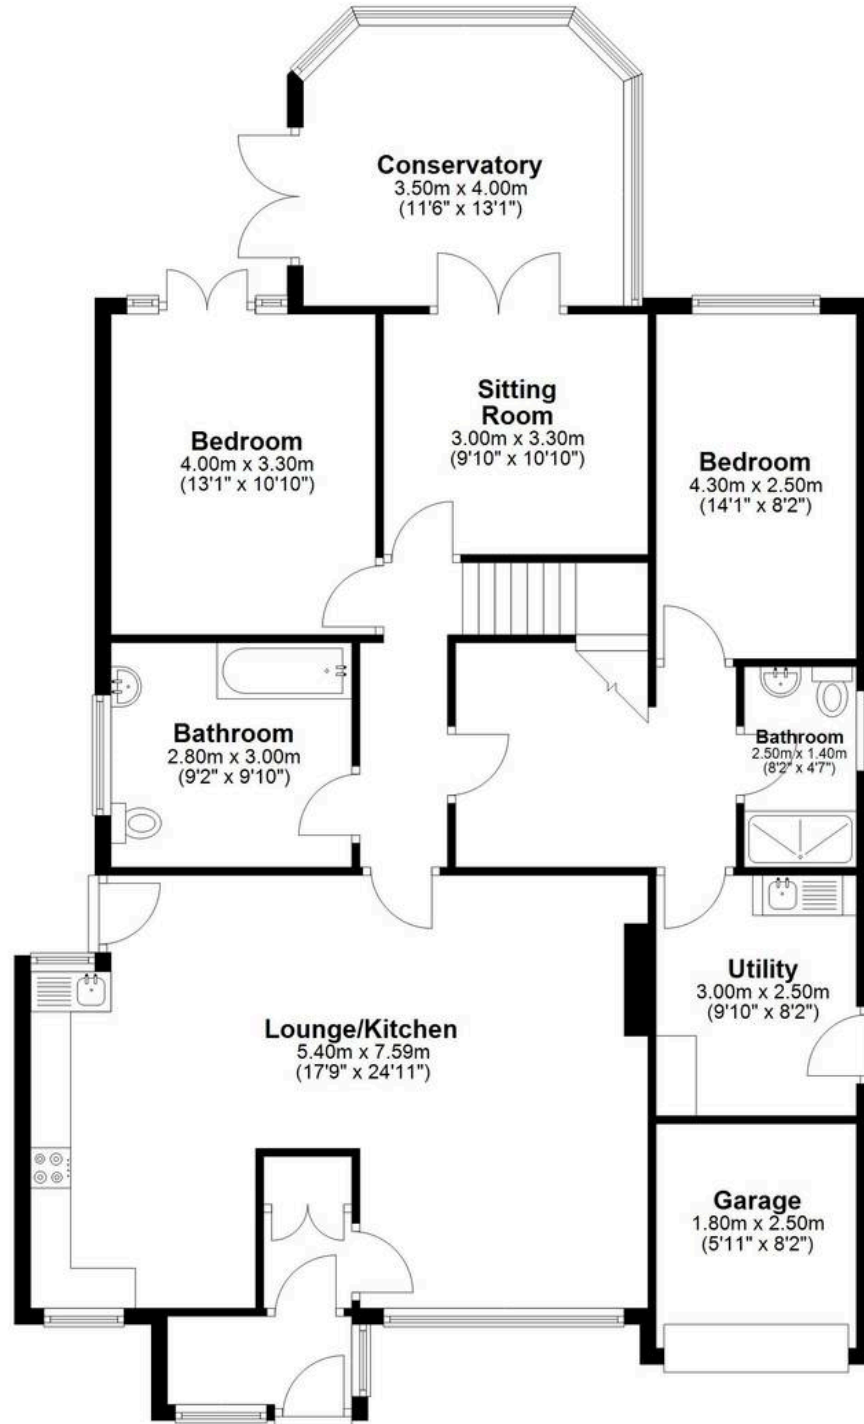 Conservatory
3.50m x 4.00m
(11'6" x 13'1")
Sitting
Room
3.00m x 3.30m
(9'10" x 10'10")
Bedroom
4.00m x 3.30m
(13'1" x 10'10")
Bedroom
4.30m x 2.50m
(14'1" x 8'2")
Bathroom
2.80m x 3.00m
(9'2" x 9'10")
Bathroom
2.50m x 1.40m
(8'2" x 4'7")
Utility
3.00m x 2.50m
(9'10" x 8'2")
Lounge/Kitchen
5.40m x 7.59m
(17'9" x 24'11")
Garage
1.80m x 2.50m
(5'11" x 8'2")